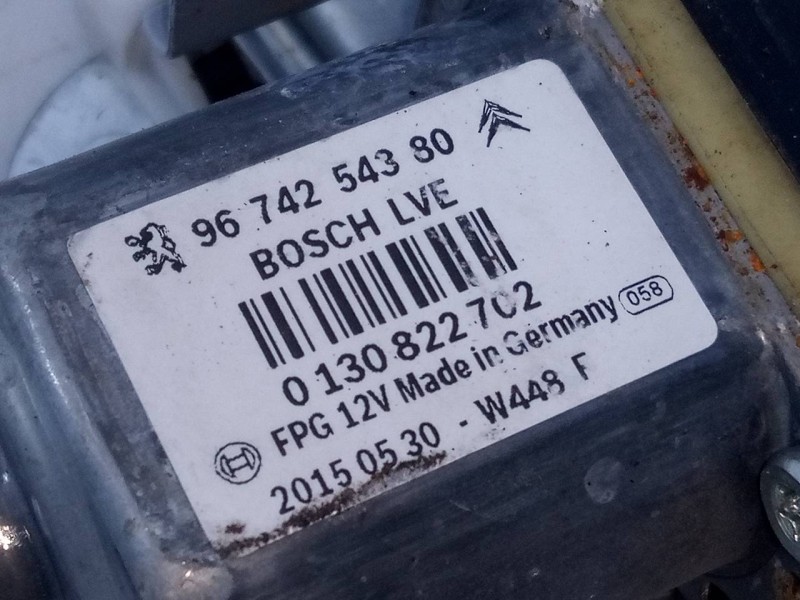 96 742 543 80
BOSCH LVE
0 130 822 702
FPG 12V Made in Germany 058
2015 05 30 - W448 F